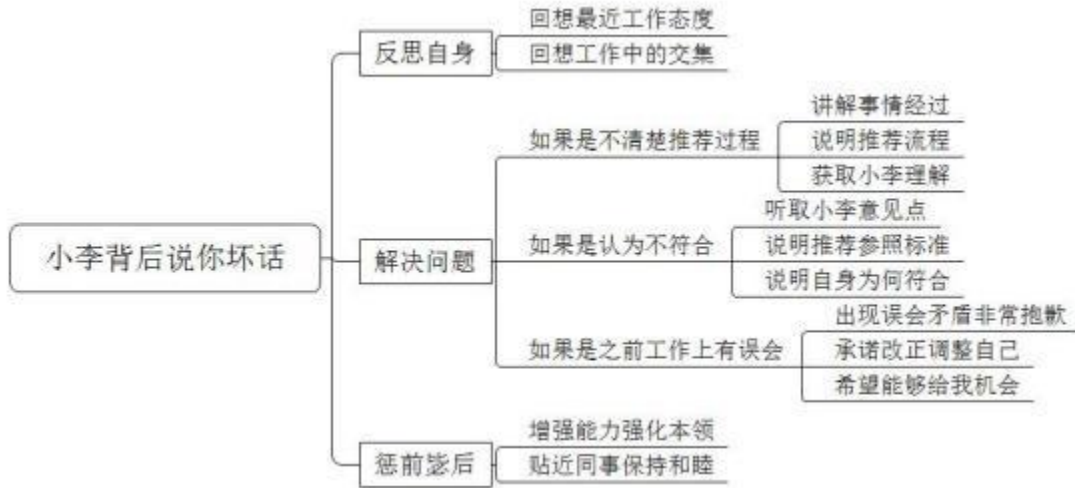 小李背后说你坏话
反思自身
回想最近工作态度
回想工作中的交集
解决问题
如果是不清楚推荐过程
讲解事情经过
说明推荐流程
获取小李理解
如果是认为不符合
听取小李意见点
说明推荐参照标准
说明自身为何符合
如果是之前工作上有误会
出现误会矛盾非常抱歉
承诺改正调整自己
希望能够给我机会
惩前毖后
增强能力强化本领
贴近同事保持和睦